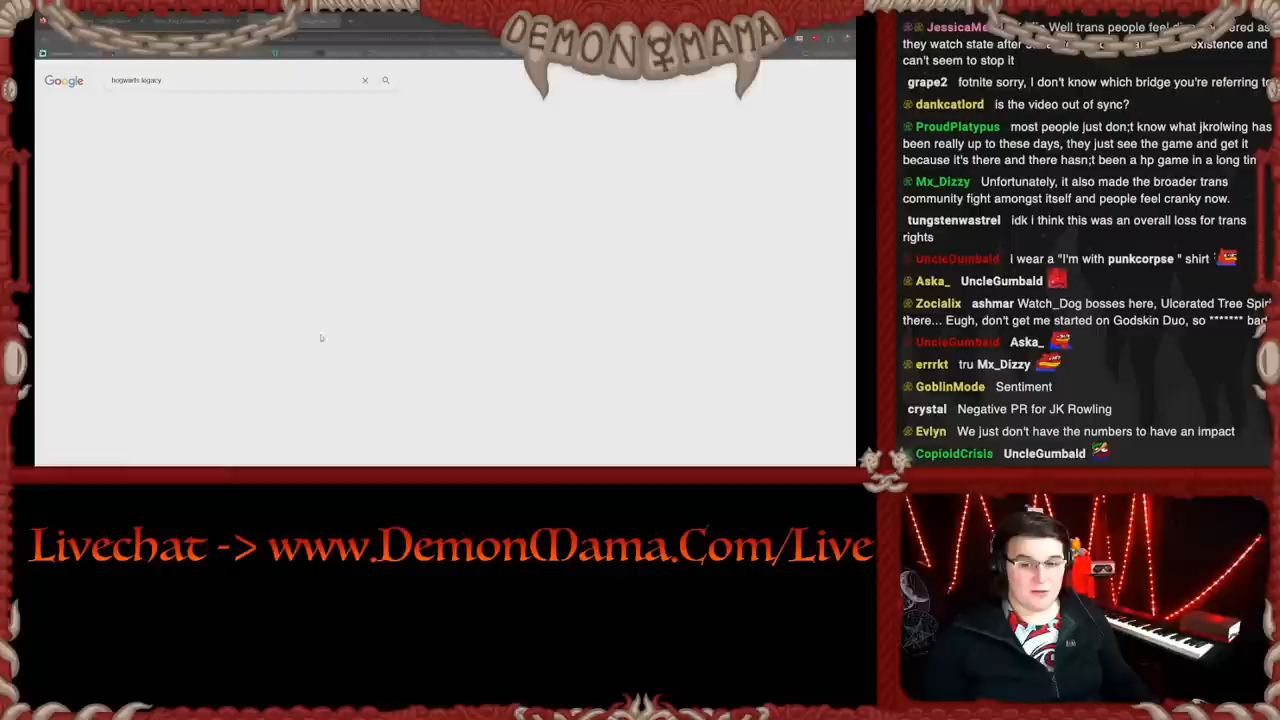 DEMON MAMA
Google
hogwarts legacy
Livechat -> www.DemonMama.Com/Live
JessicaMe Well trans people feel
they watch state after existence and
can't seem to stop it
grape2 fotnite sorry, I don't know which bridge you're referring to
dankcatlord is the video out of sync?
ProudPlatypus most people just don;t know what jkrolwing has
been really up to these days, they just see the game and get it
because it's there and there hasn;t been a hp game in a long tin
Mx_Dizzy Unfortunately, it also made the broader trans
community fight amongst itself and people feel cranky now.
tungstenwastrel idk i think this was an overall loss for trans
rights
UncleGumbald i wear a "I'm with punkcorpse " shirt
Aska_ UncleGumbald
Zocialix ashmar Watch_Dog bosses here, Ulcerated Tree Spiri
there... Eugh, don't get me started on Godskin Duo, so ******* bad
UncleGumbald Aska_
errrkt tru Mx_Dizzy
GoblinMode Sentiment
crystal Negative PR for JK Rowling
Evlyn We just don't have the numbers to have an impact
CopioidCrisis UncleGumbald